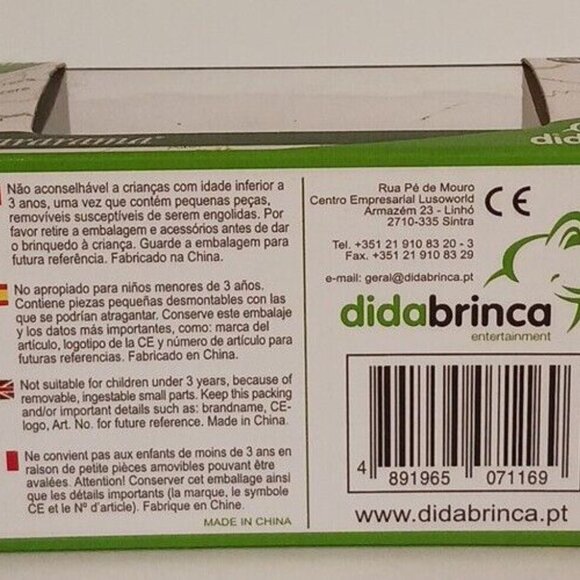 didab
Não aconselhável a crianças com idade inferior a
3 anos, uma vez que contém pequenas peças,
removíveis susceptíveis de serem engolidas. Por
favor retire a embalagem e acessórios antes de dar
o brinquedo à criança. Guarde a embalagem para
futura referência. Fabricado na China.
No apropiado para niños menores de 3 años.
Contiene piezas pequeñas desmontables con las
que se podrían atragantar. Conserve este embalaje
y los datos más importantes, como: marca del
artículo, logotipo de la CE y número de artículo para
futuras referencias. Fabricado en China.
Not suitable for children under 3 years, because of
removable, ingestable small parts. Keep this packing
and/or important details such as: brandname, CE-
logo, Art. No. for future reference. Made in China.
Ne convient pas aux enfants de moins de 3 ans en
raison de petite pièces amovibles pouvant être
avalées. Attention! Conserver cet emballage ainsi
que les détails importants (la marque, le symbole
CE et le Nº d'article). Fabrique en Chine.
MADE IN CHINA
Rua Pé de Mouro
Centro Empresarial Lusoworld
Armazém 23 - Linhó
2710-335 Sintra
CE
Tel. +351 21 910 83 20 - 3
Fax. +351 21 910 83 29
e-mail: geral@didabrinca.pt
didabrinca
entertainment
4 891965 071169
www.didabrinca.pt